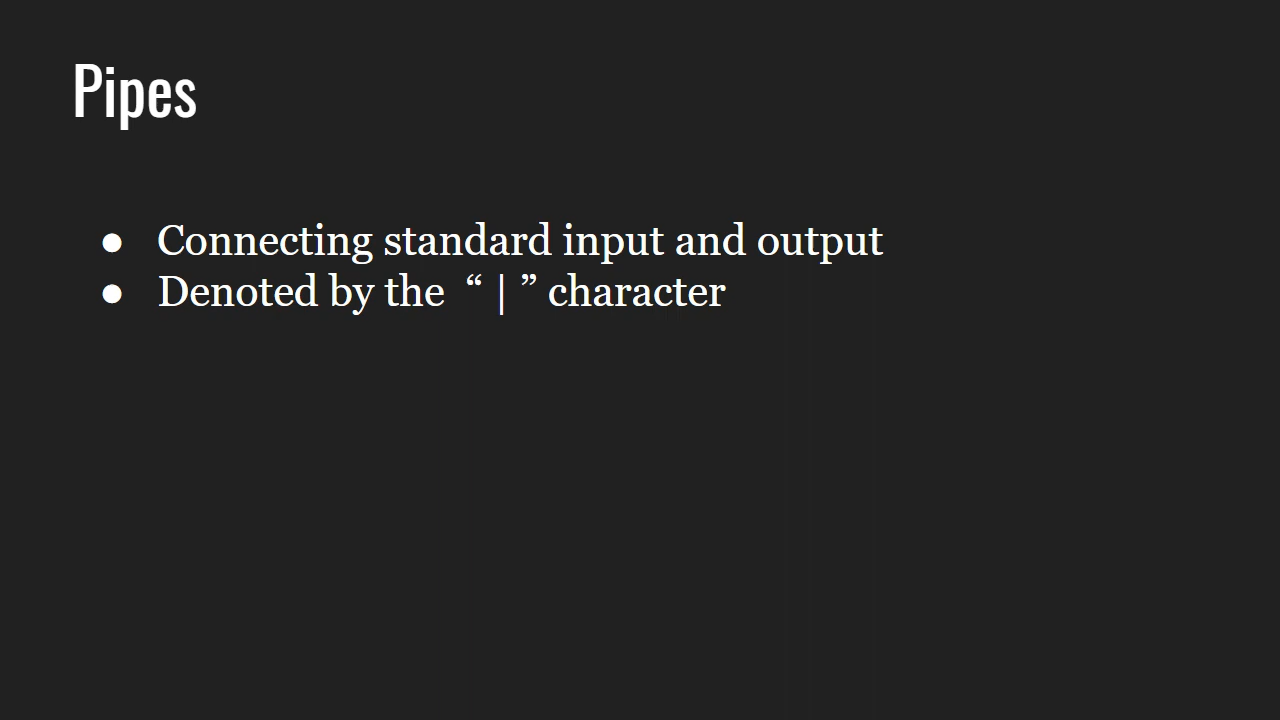 Pipes
● Connecting standard input and output
● Denoted by the “ | ” character